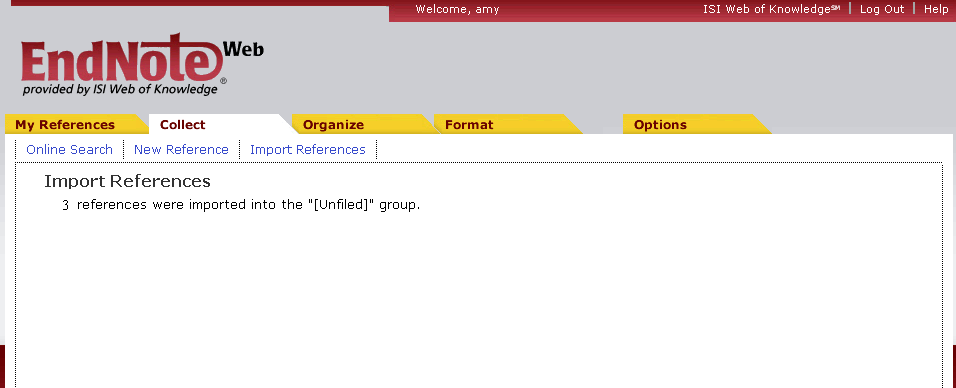 Welcome, amy ISI Web of Knowledge℠ | Log Out | Help
EndNote Web
®
provided by ISI Web of Knowledge
My References Collect Organize Format Options
Online Search New Reference Import References
Import References
3 references were imported into the "[Unfiled]" group.